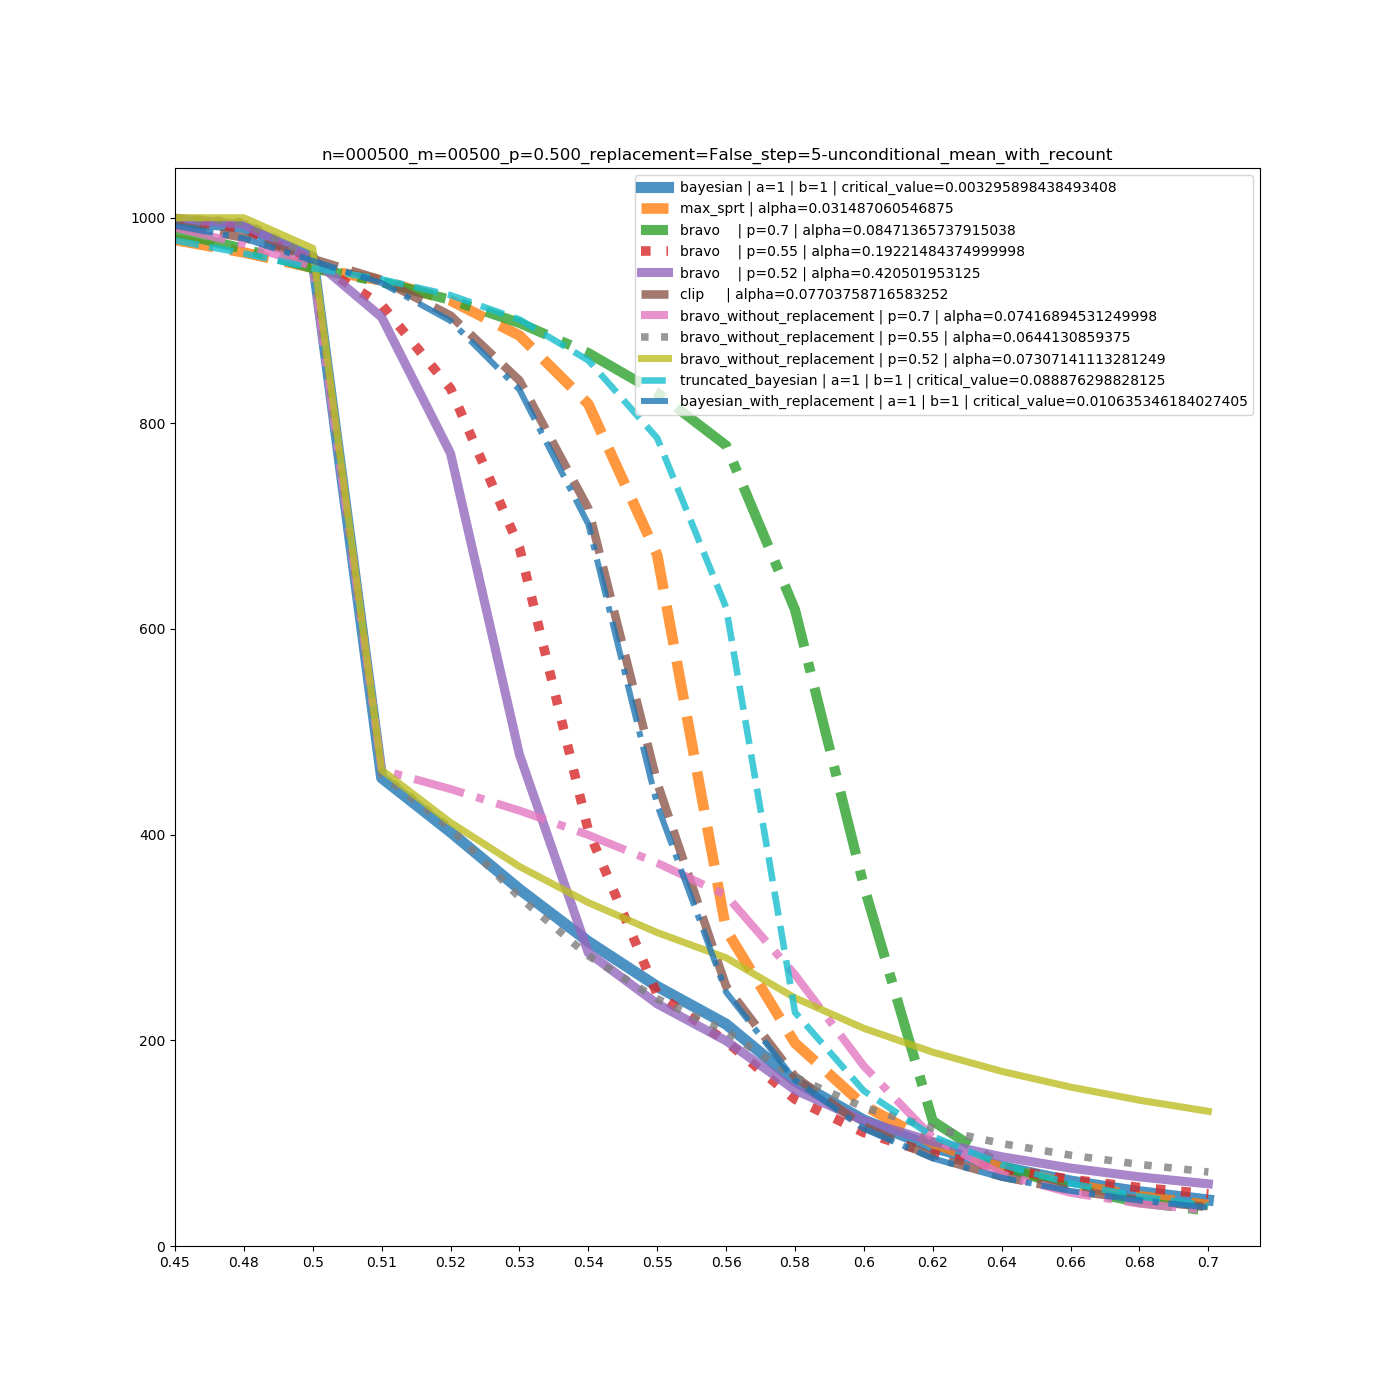 n=000500_m=00500_p=0.500_replacement=False_step=5-unconditional_mean_with_recount
bayesian | a=1 | b=1 | critical_value=0.003295898438493408
max_sprt | alpha=0.031487060546875
bravo | p=0.7 | alpha=0.08471365737915038
bravo | p=0.55 | alpha=0.19221484374999998
bravo | p=0.52 | alpha=0.420501953125
clip | alpha=0.07703758716583252
bravo_without_replacement | p=0.7 | alpha=0.07416894531249998
bravo_without_replacement | p=0.55 | alpha=0.0644130859375
bravo_without_replacement | p=0.52 | alpha=0.07307141113281249
truncated_bayesian | a=1 | b=1 | critical_value=0.088876298828125
bayesian_with_replacement | a=1 | b=1 | critical_value=0.010635346184027405
1000
800
600
400
200
0
0.45 0.48 0.5 0.51 0.52 0.53 0.54 0.55 0.56 0.58 0.6 0.62 0.64 0.66 0.68 0.7